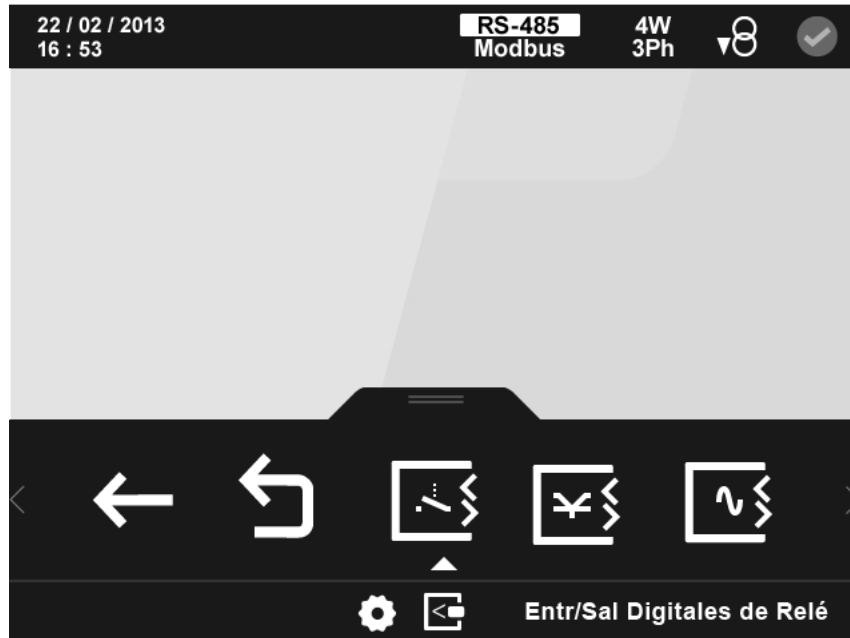 22 / 02 / 2013
16 : 53
RS-485
Modbus
4W
3Ph
Entr/Sal Digitales de Relé